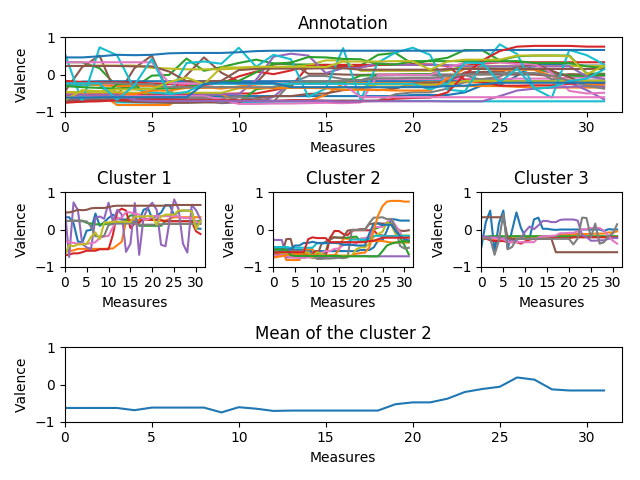 Annotation
Valence
1
0
−1
0 5 10 15 20 25 30
Measures
Cluster 1 Cluster 2 Cluster 3
Valence Valence Valence
1 1 1
0 0 0
−1 −1 −1
0 5 10 15 20 25 30 0 5 10 15 20 25 30 0 5 10 15 20 25 30
Measures Measures Measures
Mean of the cluster 2
Valence
1
0
−1
0 5 10 15 20 25 30
Measures